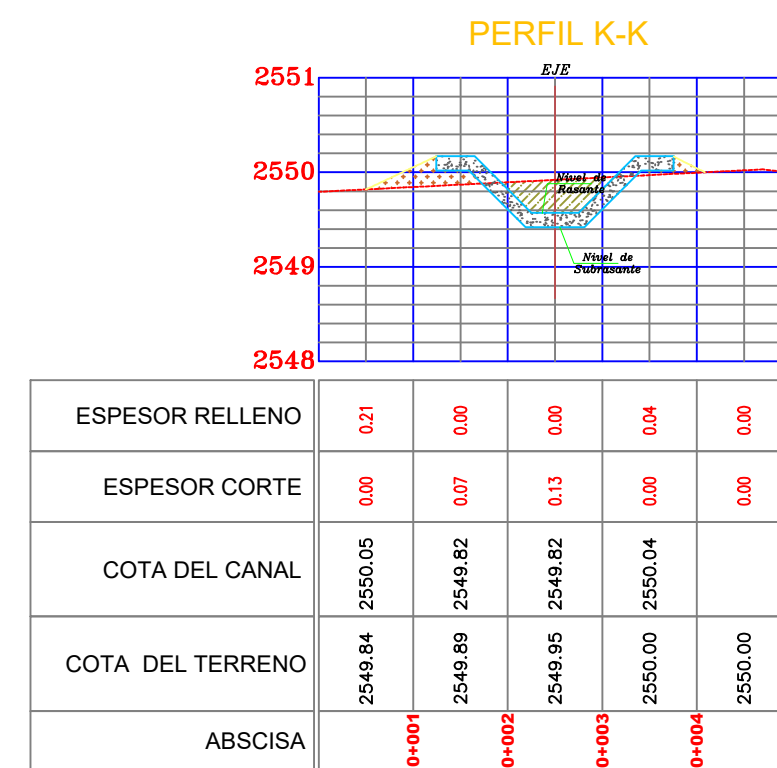 PERFIL K-K
EJE
2551
2550
2549
2548
Nivel de
Rasante
Nivel de
Subrasante
ESPESOR RELLENO 0.21 0.00 0.00 0.04 0.00
ESPESOR CORTE 0.00 0.07 0.13 0.00 0.00
COTA DEL CANAL 2550.05 2549.82 2549.82 2550.04
COTA DEL TERRENO 2549.84 2549.89 2549.95 2550.00 2550.00
ABSCISA 0+001 0+002 0+003 0+004